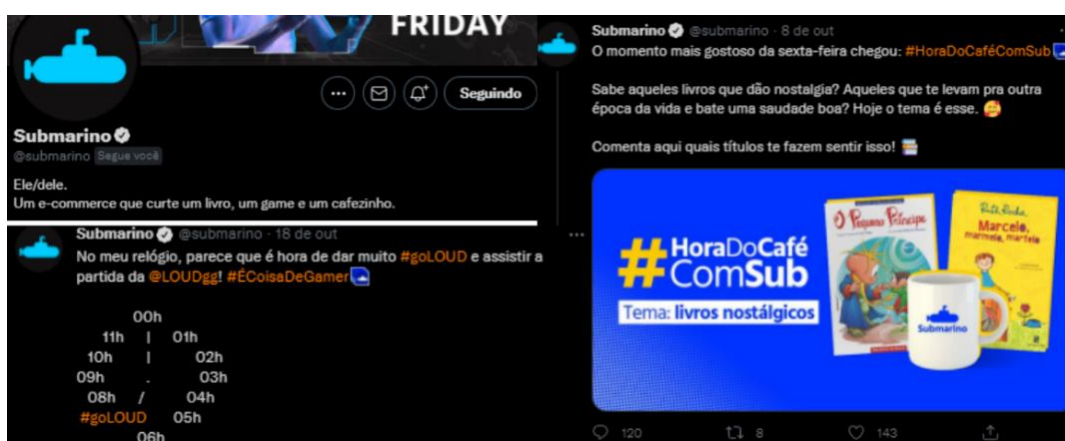 FRIDAY
Seguindo
Submarino
@submarino Segue você
Ele/dele.
Um e-commerce que curte um livro, um game e um cafezinho.
Submarino @submarino · 18 de out
No meu relógio, parece que é hora de dar muito #goLOUD e assistir a
partida da @LOUDgg! #ÉCoisaDeGamer
00h
11h | 01h
10h | 02h
09h . 03h
08h / 04h
#goLOUD 05h
06h
Submarino @submarino · 8 de out
O momento mais gostoso da sexta-feira chegou: #HoraDoCaféComSub
Sabe aqueles livros que dão nostalgia? Aqueles que te levam pra outra
época da vida e bate uma saudade boa? Hoje o tema é esse.
Comenta aqui quais títulos te fazem sentir isso!
#HoraDoCafé
ComSub
Tema: livros nostálgicos
O Pequeno Príncipe
Ruth Rocha
Marcelo,
marmelo, martelo
Submarino
120 8 143